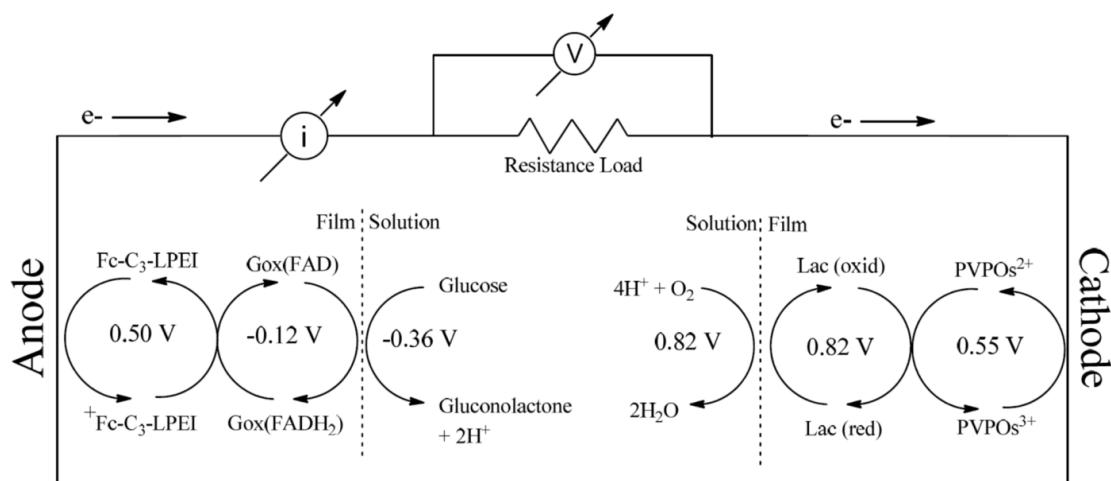 V
e-
i
e-
Resistance Load
Film
Solution
Solution
Film
Fc-C₃-LPEI
Gox(FAD)
Glucose
4H⁺ + O₂
Lac (oxid)
PVPOs²⁺
Anode
0.50 V
-0.12 V
-0.36 V
0.82 V
0.82 V
0.55 V
Cathode
⁺Fc-C₃-LPEI
Gox(FADH₂)
Gluconolactone
+ 2H⁺
2H₂O
Lac (red)
PVPOs³⁺